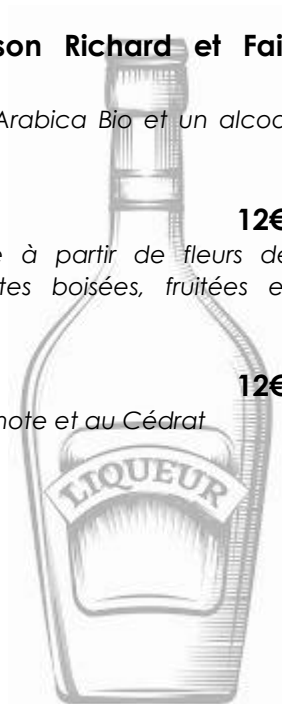 son Richard et Fai
Arabica Bio et un alcoo
12€
e à partir de fleurs de
tes boisées, fruitées e
12€
note et au Cédrat
LIQUEUR